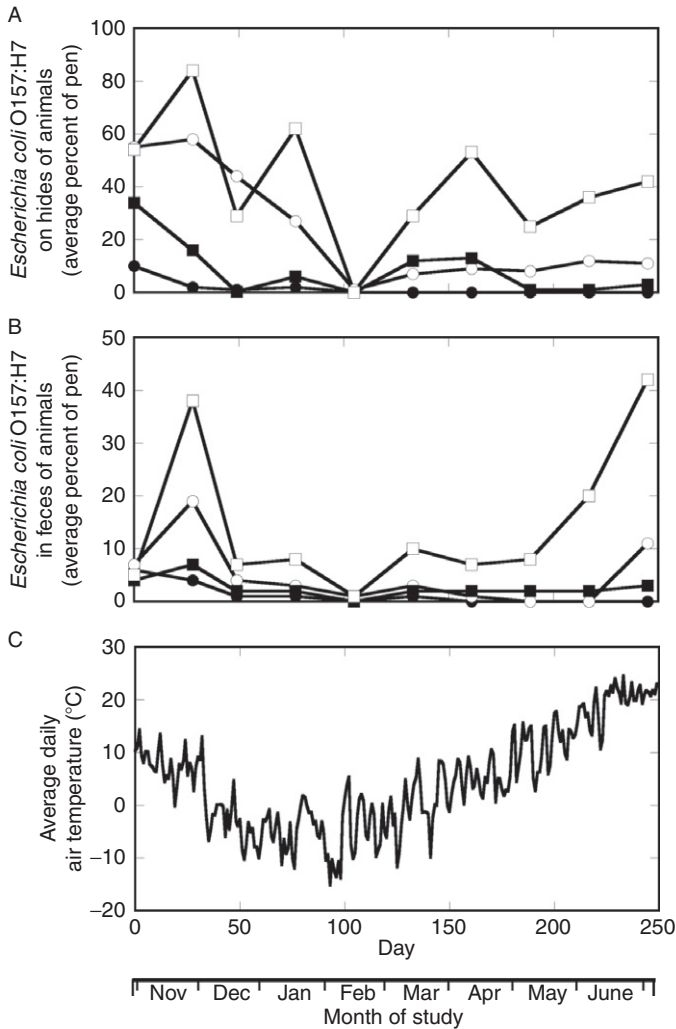 A
Escherichia coli O157:H7
on hides of animals
(average percent of pen)
100
80
60
40
20
0
B
Escherichia coli O157:H7
in feces of animals
(average percent of pen)
50
40
30
20
10
0
C
Average daily
air temperature (°C)
30
20
10
0
−10
−20
0 50 100 150 200 250
Day
Nov Dec Jan Feb Mar Apr May June
Month of study